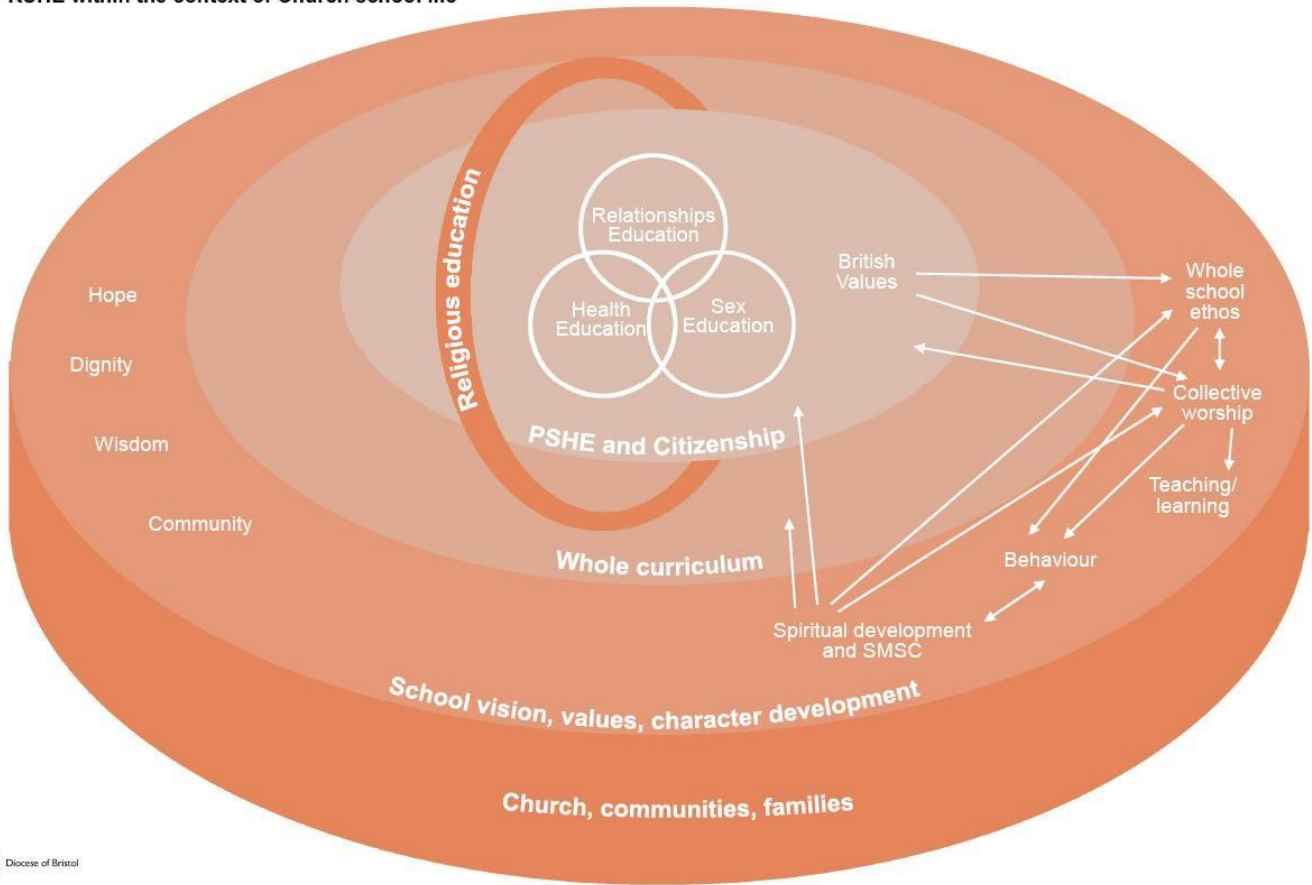 RSHE within the context of Church school life
Relationships
Education
Health
Education
Sex
Education
British
Values
Religious education
PSHE and Citizenship
Whole curriculum
Hope
Dignity
Wisdom
Community
Whole
school
ethos
Collective
worship
Teaching/
learning
Behaviour
Spiritual development
and SMSC
School vision, values, character development
Church, communities, families
Diocese of Bristol